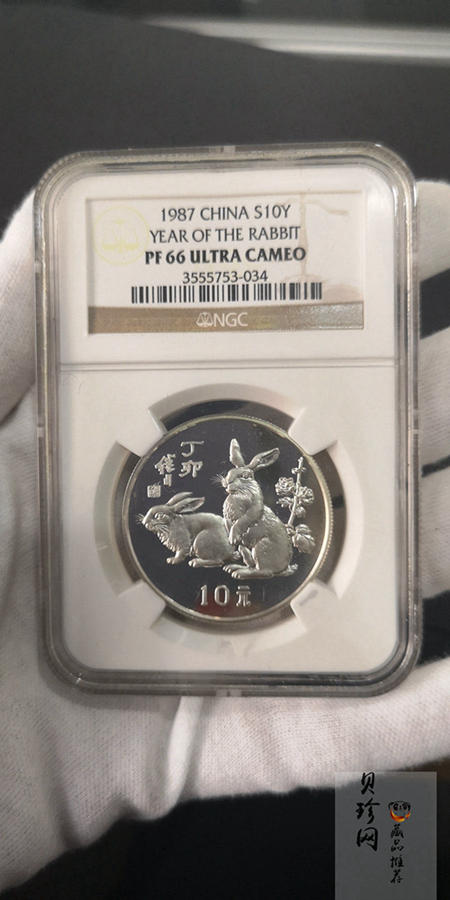 1987 CHINA S10Y
YEAR OF THE RABBIT
PF 66 ULTRA CAMEO
3555753-034
NGC
丁卯
10元
贝珍网
藏品推荐